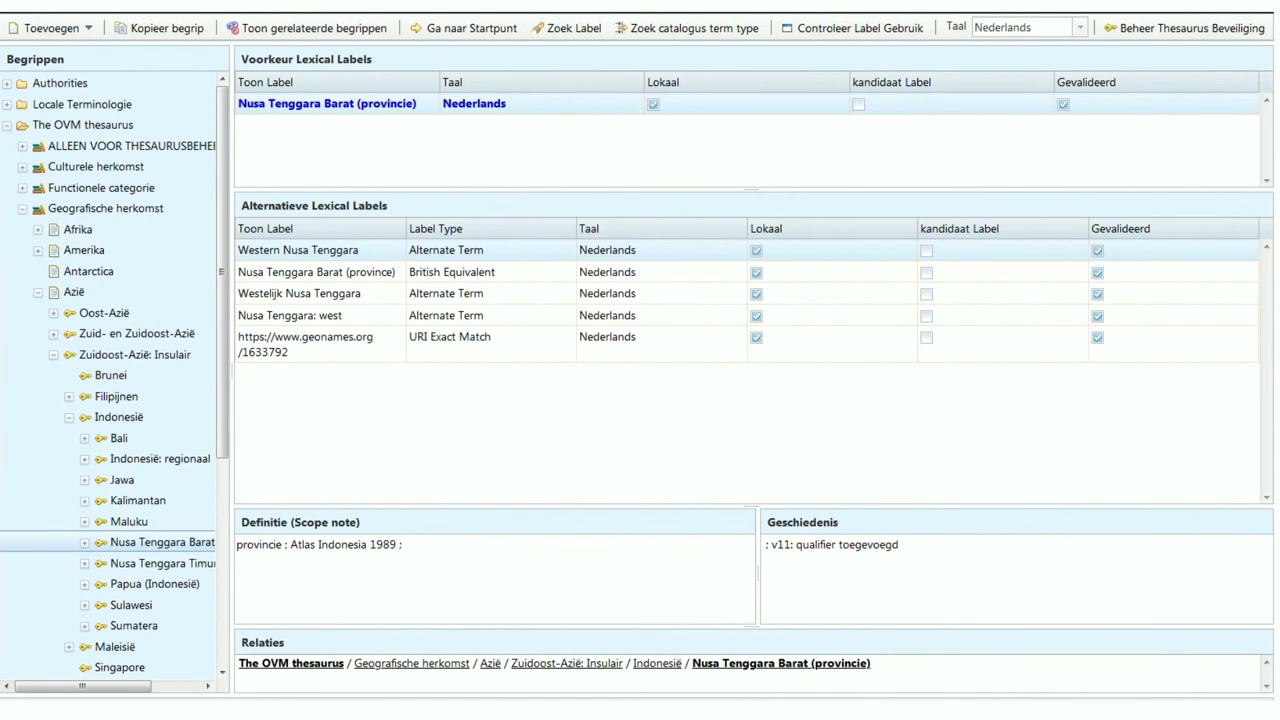 Toevoegen Kopieer begrip Toon gerelateerde begrippen Ga naar Startpunt Zoek Label Zoek catalogus term type Controleer Label Gebruik Taal Nederlands Beheer Thesaurus Beveiliging
Begrippen
Authorities
Locale Terminologie
The OVM thesaurus
ALLEEN VOOR THESAURUSBEHEE
Culturele herkomst
Functionele categorie
Geografische herkomst
Afrika
Amerika
Antarctica
Azië
Oost-Azië
Zuid- en Zuidoost-Azië
Zuidoost-Azië: Insulair
Brunei
Filipijnen
Indonesië
Bali
Indonesië: regionaal
Jawa
Kalimantan
Maluku
Nusa Tenggara Barat
Nusa Tenggara Timu
Papua (Indonesië)
Sulawesi
Sumatera
Maleisië
Singapore
Voorkeur Lexical Labels
Toon Label Taal Lokaal kandidaat Label Gevalideerd
Nusa Tenggara Barat (provincie) Nederlands
Alternatieve Lexical Labels
Toon Label Label Type Taal Lokaal kandidaat Label Gevalideerd
Western Nusa Tenggara Alternate Term Nederlands
Nusa Tenggara Barat (province) British Equivalent Nederlands
Westelijk Nusa Tenggara Alternate Term Nederlands
Nusa Tenggara: west Alternate Term Nederlands
https://www.geonames.org URI Exact Match Nederlands
/1633792
Definitie (Scope note)
provincie ; Atlas Indonesia 1989 ;
Geschiedenis
; v11: qualifier toegevoegd
Relaties
The OVM thesaurus / Geografische herkomst / Azië / Zuidoost-Azië: Insulair / Indonesië / Nusa Tenggara Barat (provincie)